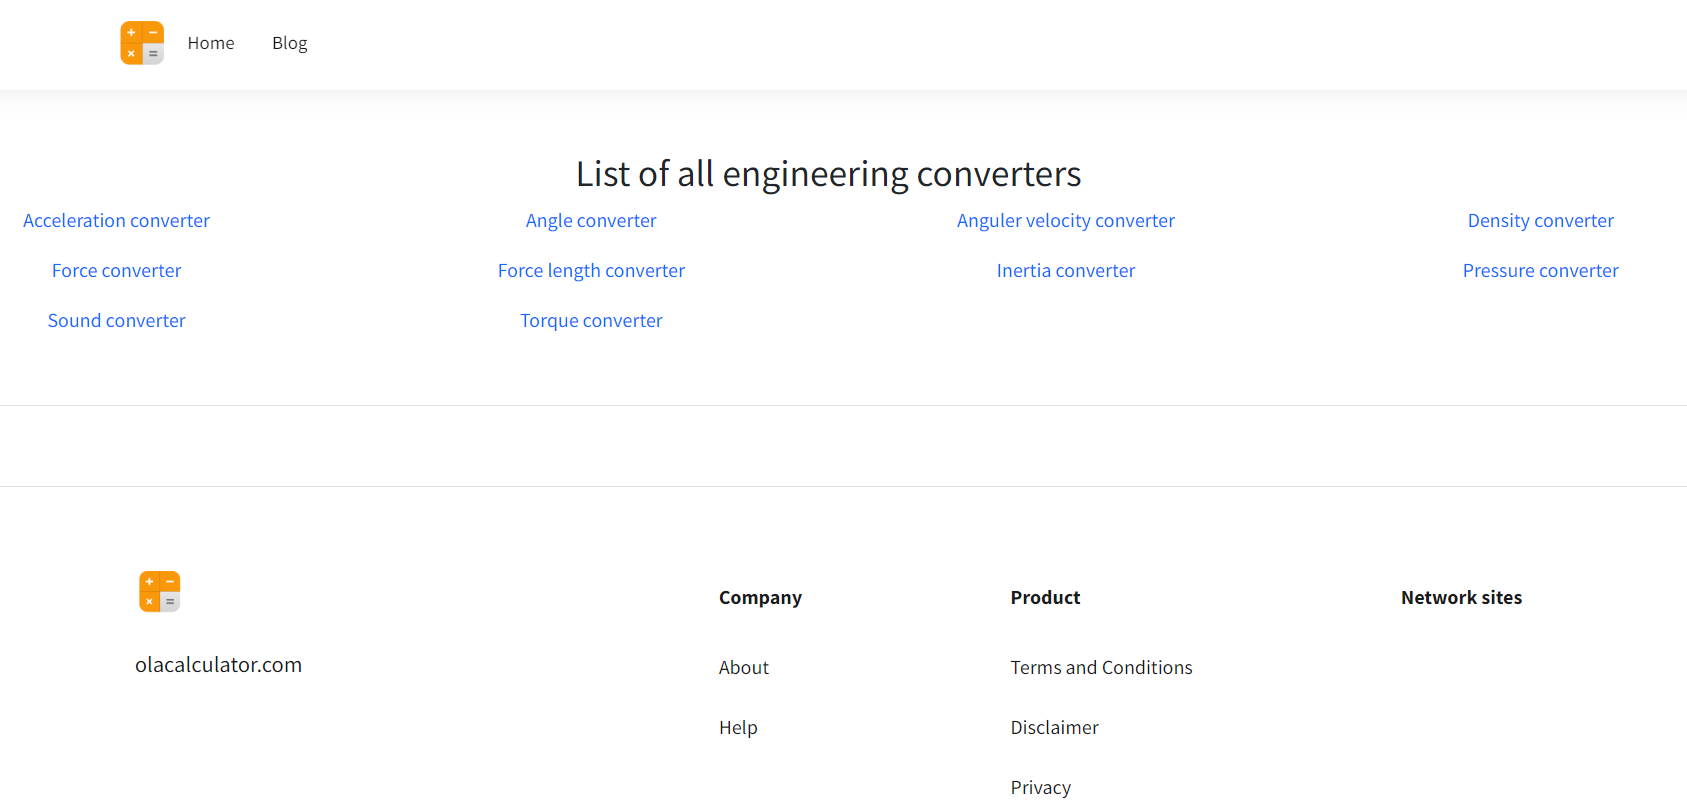 Home Blog
List of all engineering converters
Acceleration converter Angle converter Anguler velocity converter Density converter
Force converter Force length converter Inertia converter Pressure converter
Sound converter Torque converter
Company Product Network sites
olacalculator.com
About Terms and Conditions
Help Disclaimer
Privacy